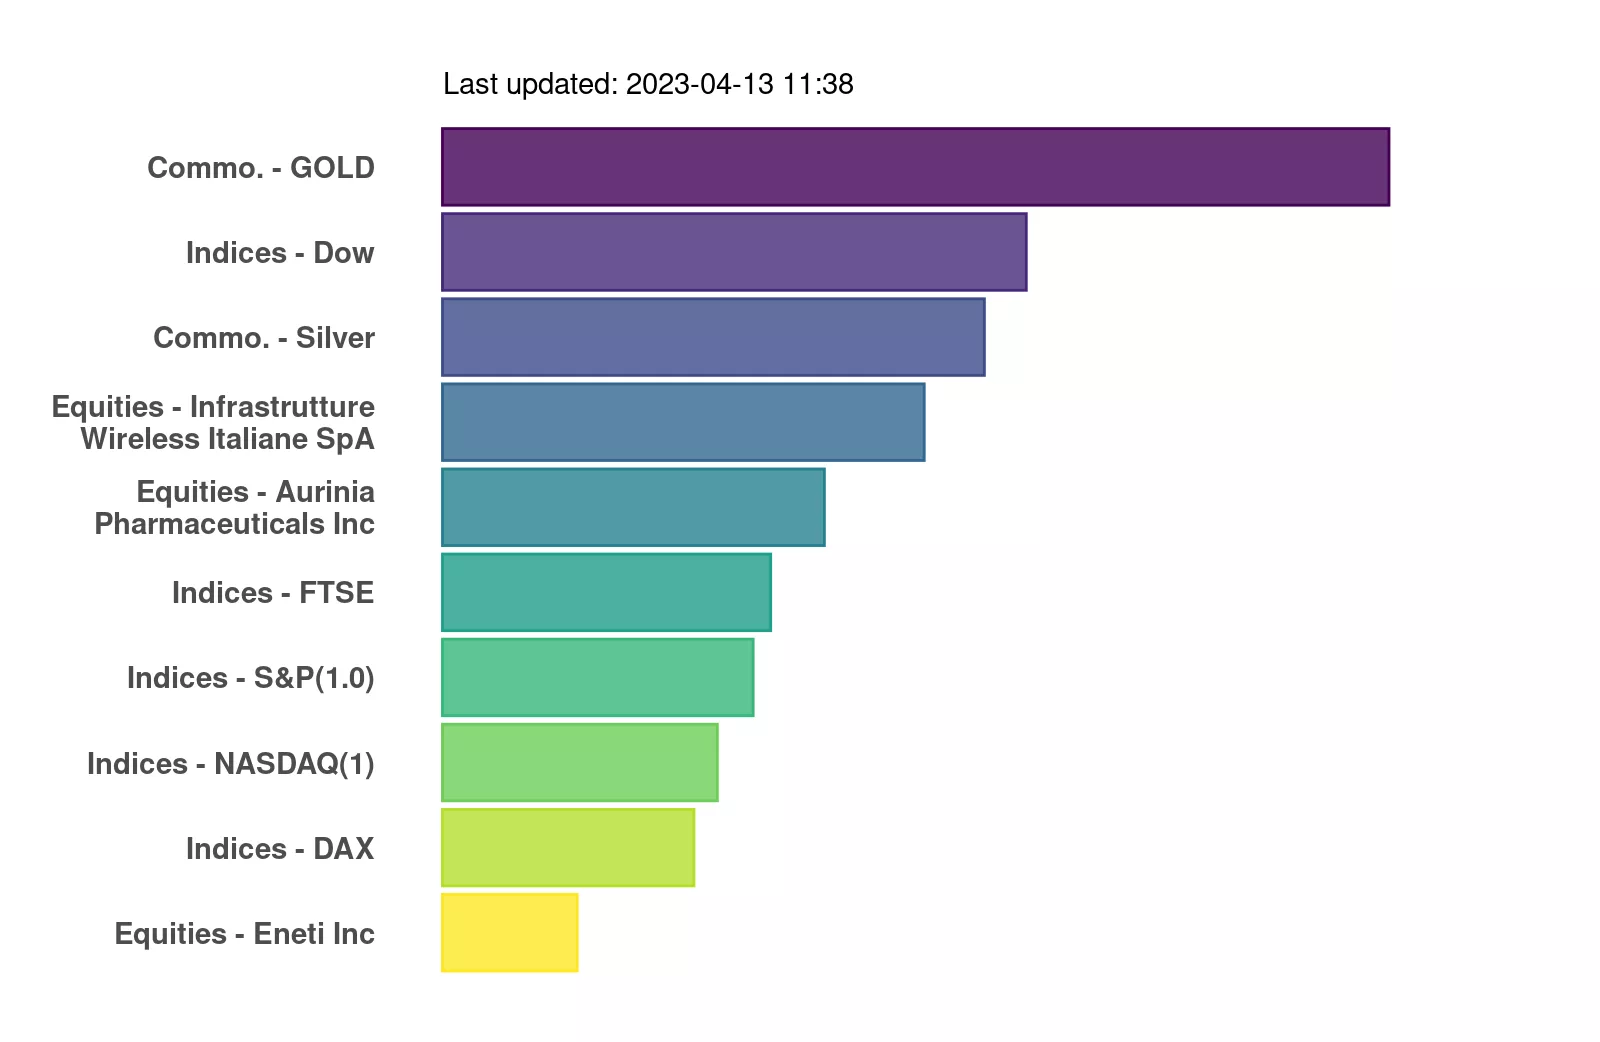 Last updated: 2023-04-13 11:38
Commo. - GOLD
Indices - Dow
Commo. - Silver
Equities - Infrastrutture
Wireless Italiane SpA
Equities - Aurinia
Pharmaceuticals Inc
Indices - FTSE
Indices - S&P(1.0)
Indices - NASDAQ(1)
Indices - DAX
Equities - Eneti Inc